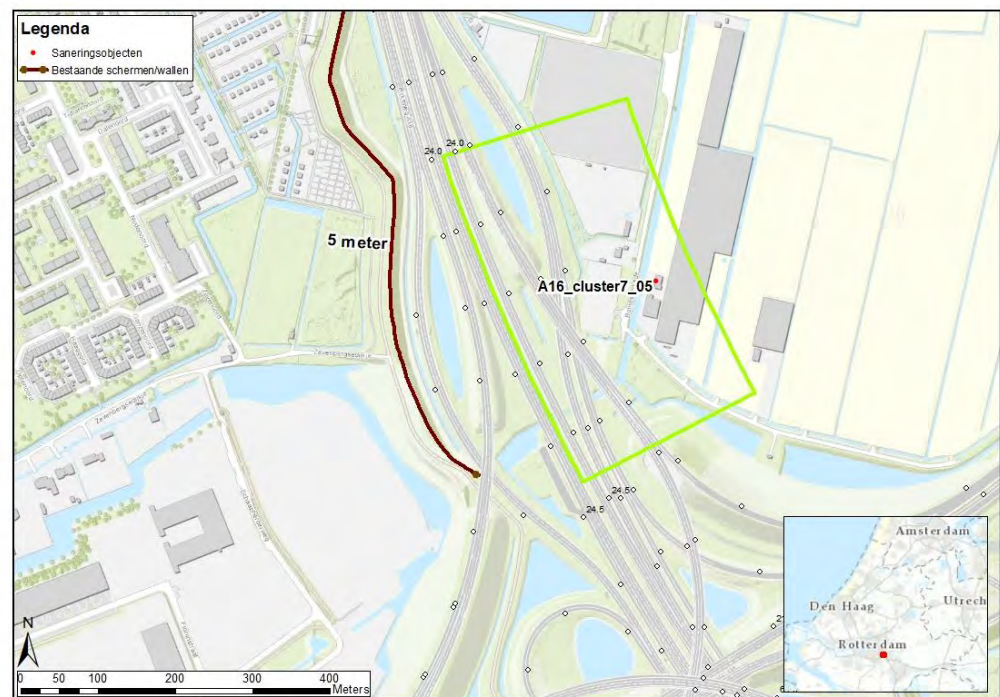 Legenda
Saneringsobjecten
Bestaande schermen/wallen
24.0
24.0
5 meter
A16_cluster7_05
24.5
24.5
Amsterdam
Utrech
Den Haag
Rotterdam
N
0 50 100 200 300 400
Meters